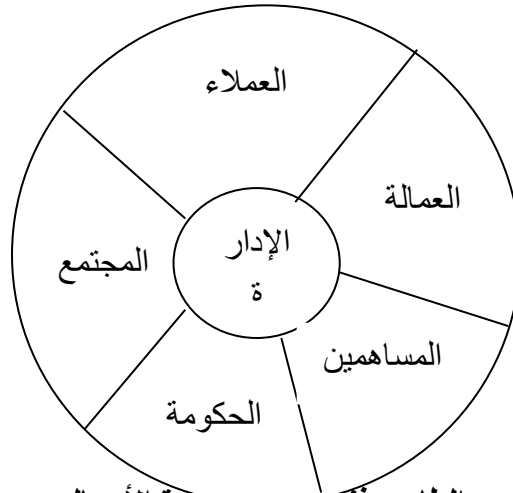 العملاء
العمالة
الإدار
ة
المجتمع
المساهمين
الحكومة